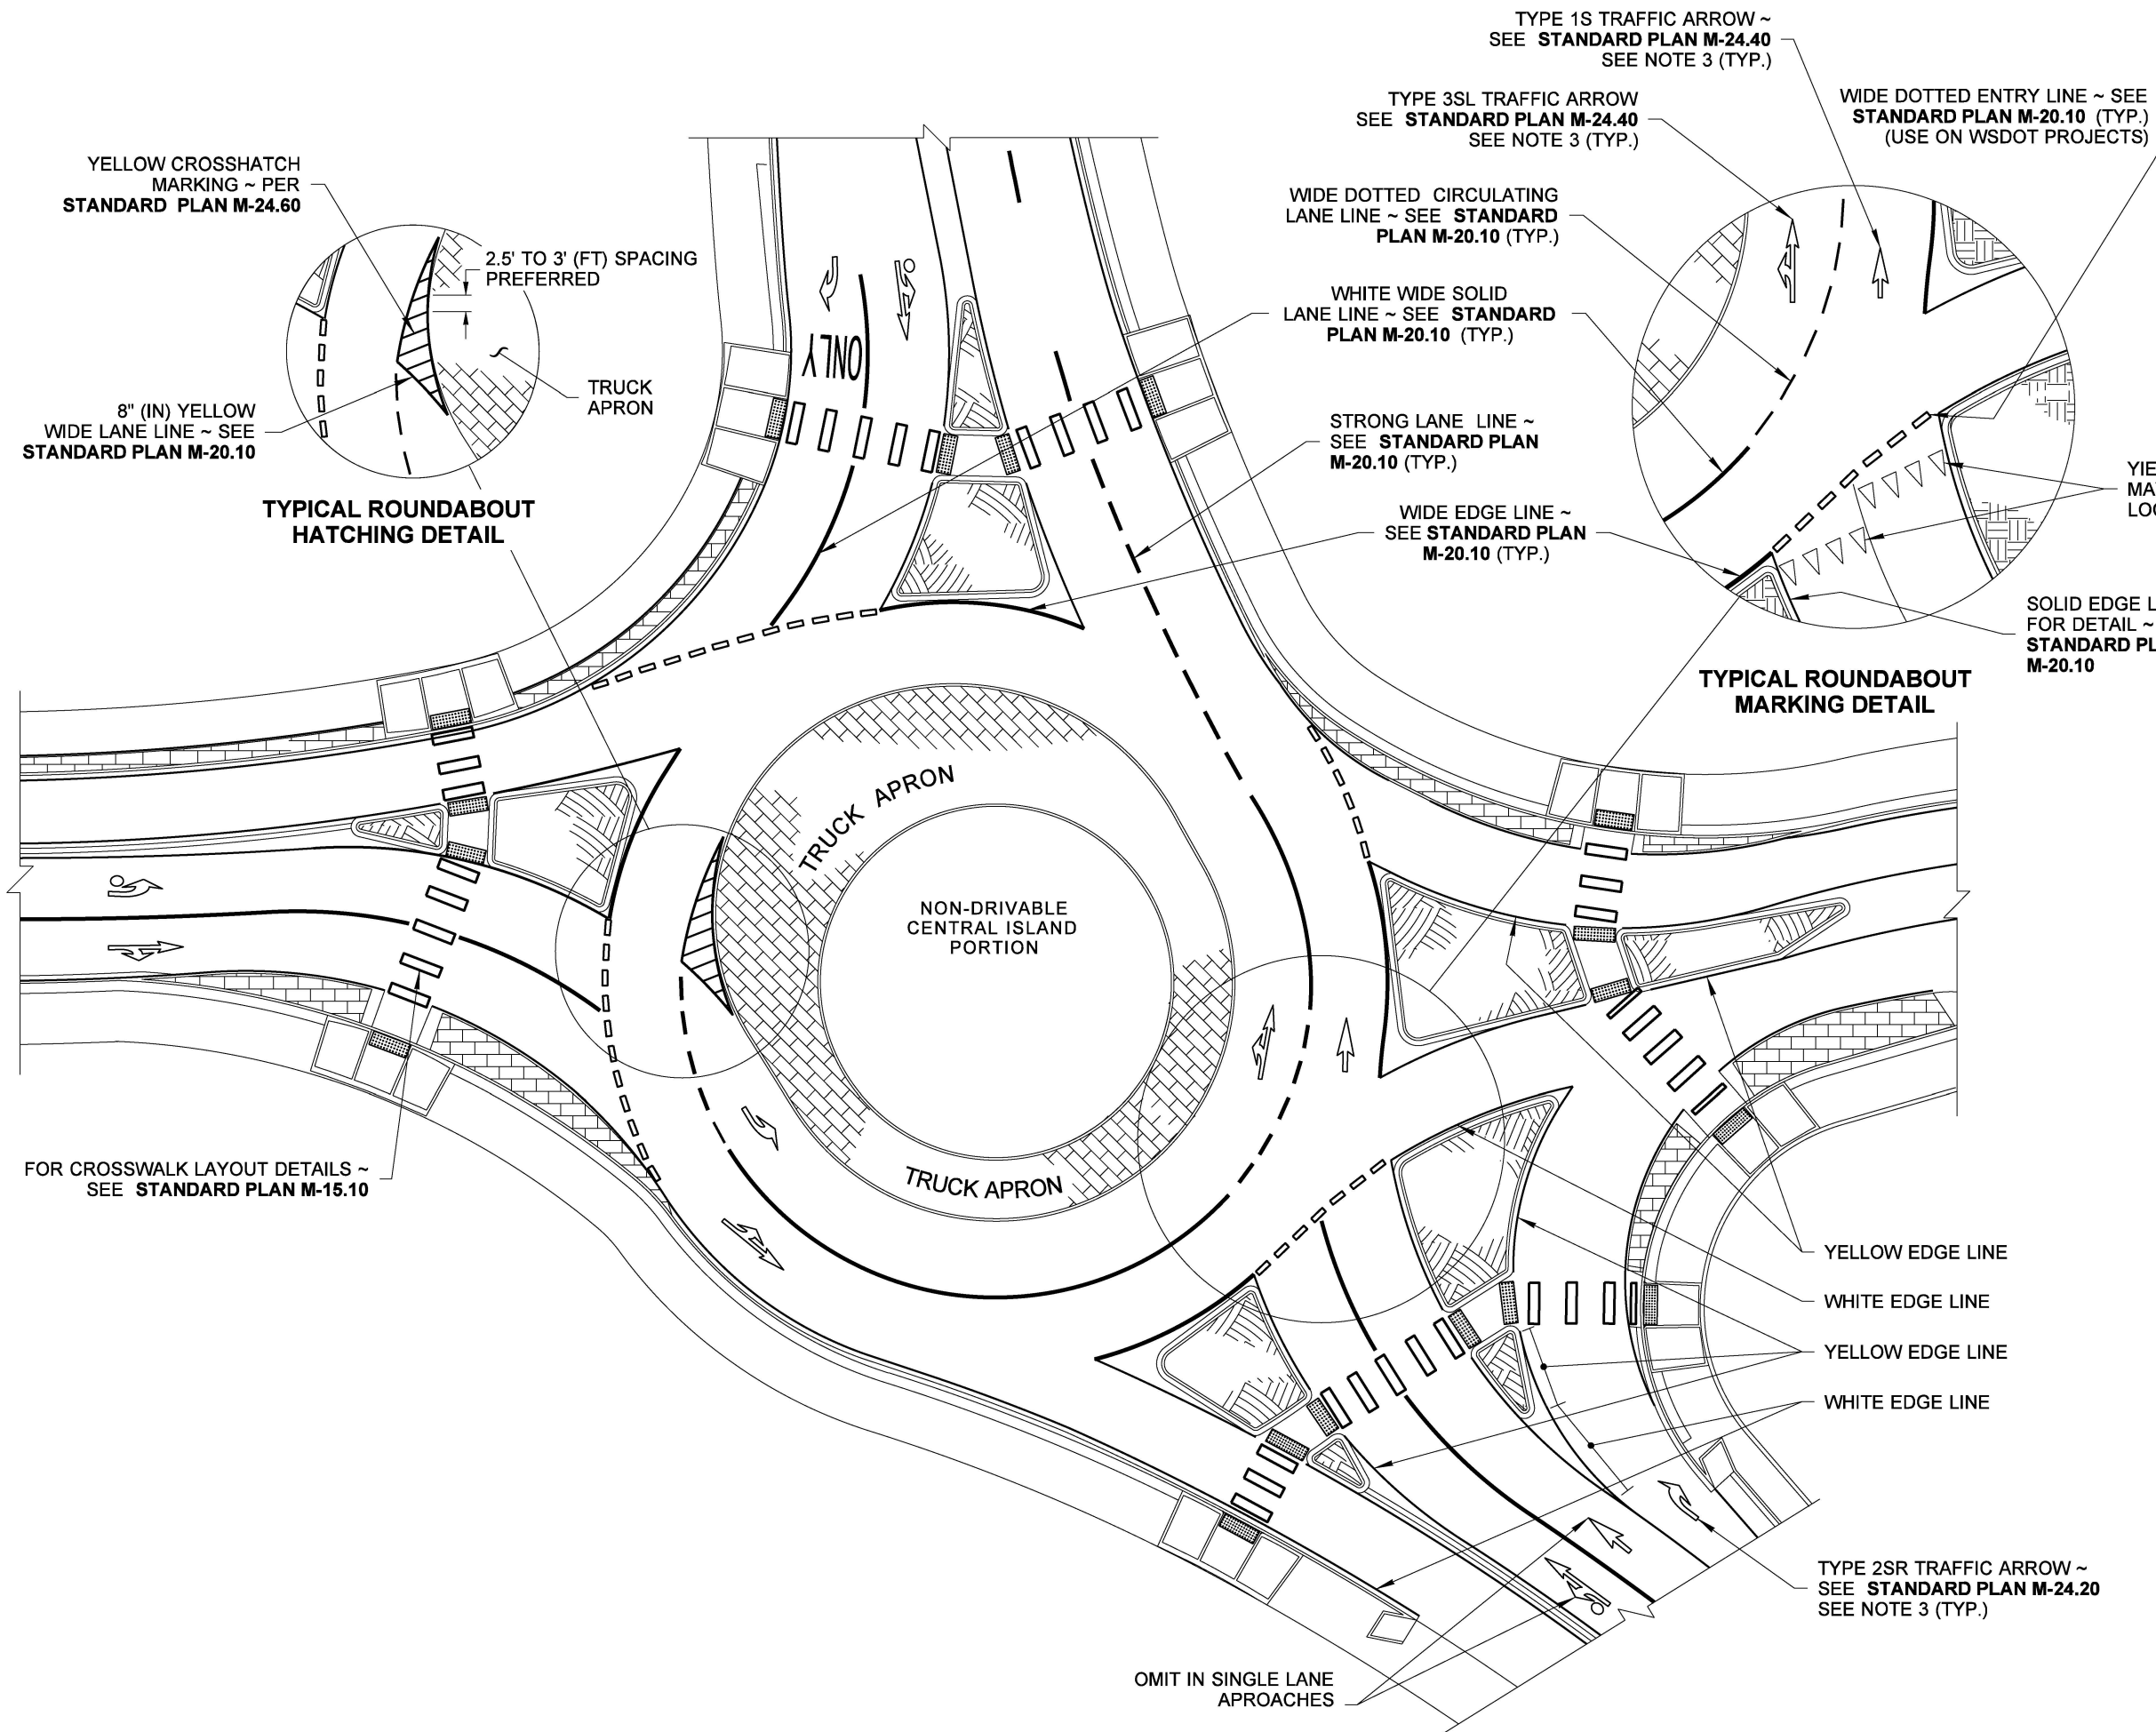 TYPE 1S TRAFFIC ARROW ~
SEE STANDARD PLAN M-24.40
SEE NOTE 3 (TYP.)
TYPE 3SL TRAFFIC ARROW
SEE STANDARD PLAN M-24.40
SEE NOTE 3 (TYP.)
WIDE DOTTED ENTRY LINE ~ SEE
STANDARD PLAN M-20.10 (TYP.)
(USE ON WSDOT PROJECTS)
YELLOW CROSSHATCH
MARKING ~ PER
STANDARD PLAN M-24.60
WIDE DOTTED CIRCULATING
LANE LINE ~ SEE STANDARD
PLAN M-20.10 (TYP.)
2.5' TO 3' (FT) SPACING
PREFERRED
WHITE WIDE SOLID
LANE LINE ~ SEE STANDARD
PLAN M-20.10 (TYP.)
ONLY
TRUCK
APRON
8" (IN) YELLOW
WIDE LANE LINE ~ SEE
STANDARD PLAN M-20.10
STRONG LANE LINE ~
SEE STANDARD PLAN
M-20.10 (TYP.)
TYPICAL ROUNDABOUT
HATCHING DETAIL
WIDE EDGE LINE ~
SEE STANDARD PLAN
M-20.10 (TYP.)
SOLID EDGE L
FOR DETAIL ~
STANDARD PL
M-20.10
TYPICAL ROUNDABOUT
MARKING DETAIL
TRUCK APRON
NON-DRIVABLE
CENTRAL ISLAND
PORTION
TRUCK APRON
FOR CROSSWALK LAYOUT DETAILS ~
SEE STANDARD PLAN M-15.10
YELLOW EDGE LINE
WHITE EDGE LINE
YELLOW EDGE LINE
WHITE EDGE LINE
TYPE 2SR TRAFFIC ARROW ~
SEE STANDARD PLAN M-24.20
SEE NOTE 3 (TYP.)
OMIT IN SINGLE LANE
APROACHES